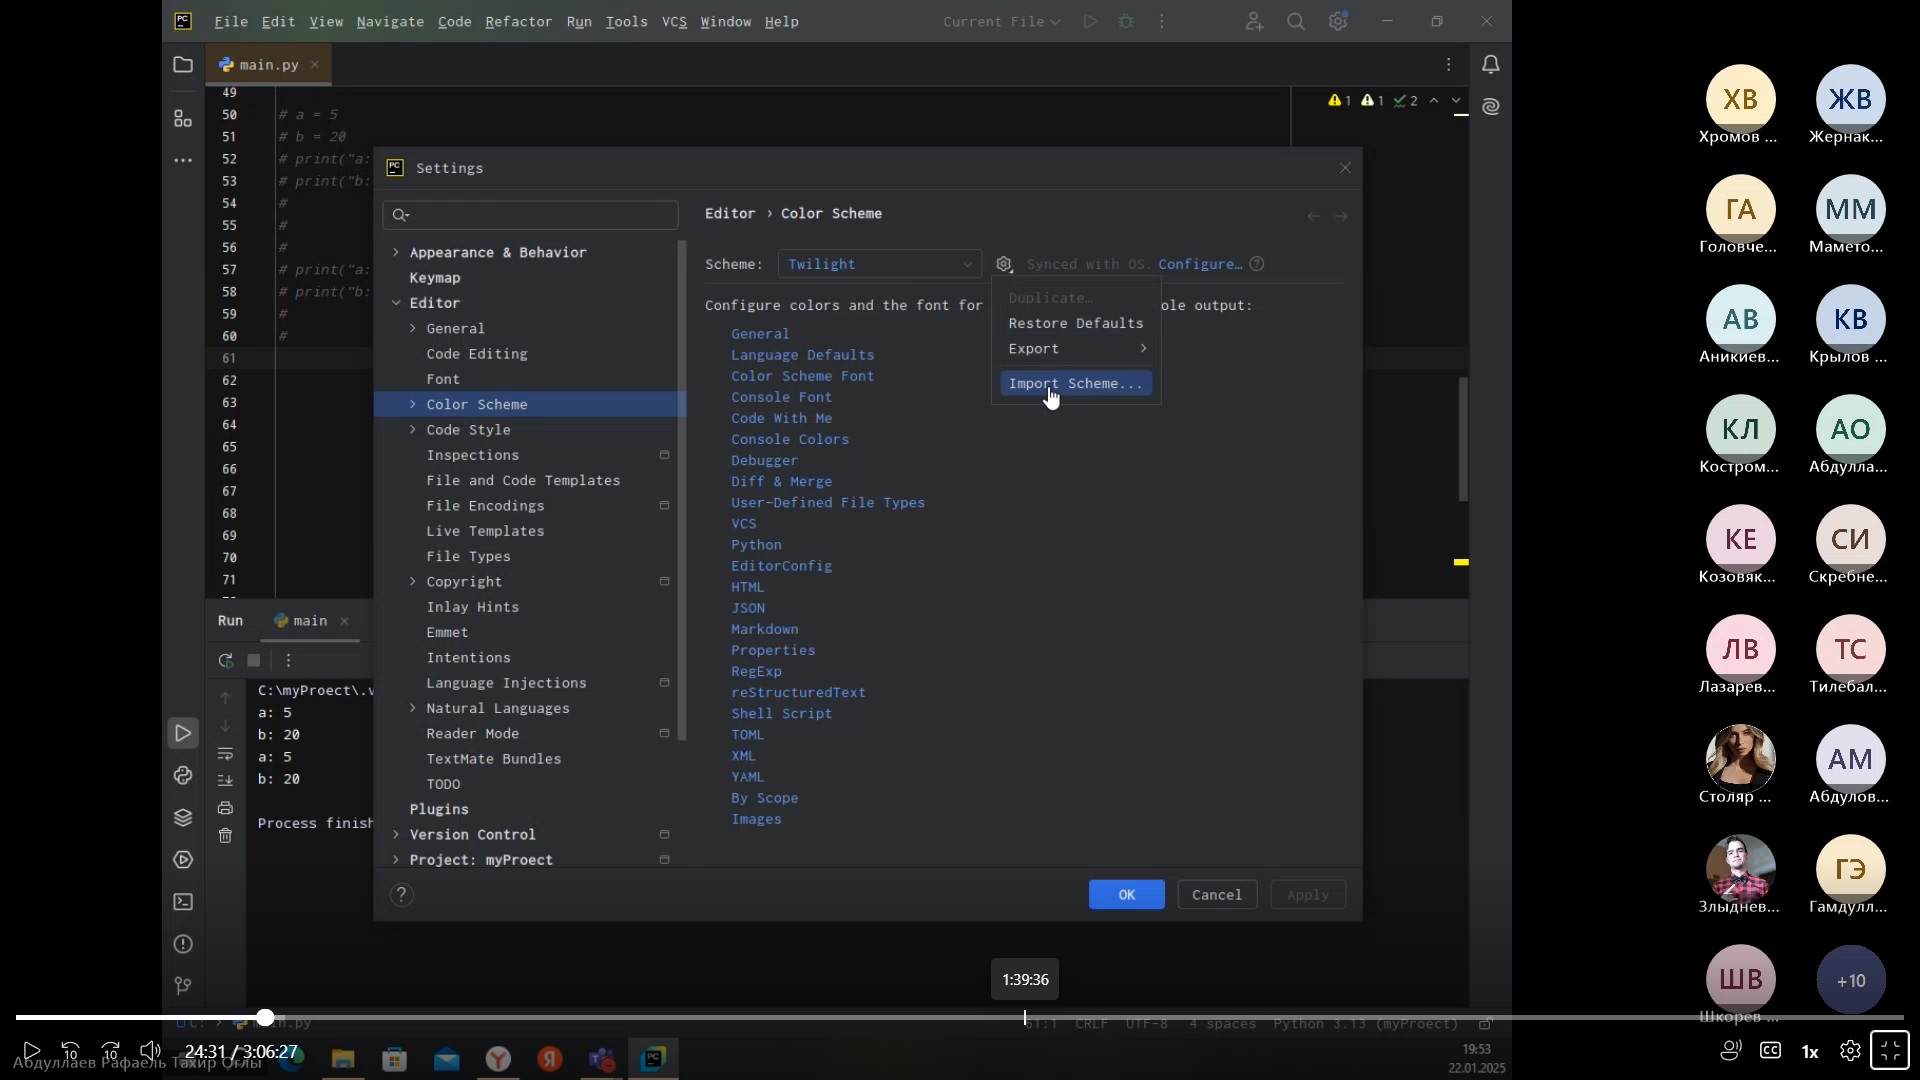 PC File Edit View Navigate Code Refactor Run Tools VCS Window Help Current File
main.py
1 1 2
49
50 # a = 5
51 # b = 20
52 # print("a:
53 # print("b:
54 #
55 #
56 #
57 # print("a:
58 # print("b:
59 #
60 #
61
62
63
64
65
66
67
68
69
70
71
PC Settings
Appearance & Behavior
Keymap
Editor
General
Code Editing
Font
Color Scheme
Code Style
Inspections
File and Code Templates
File Encodings
Live Templates
File Types
Copyright
Inlay Hints
Emmet
Intentions
Language Injections
Natural Languages
Reader Mode
TextMate Bundles
TODO
Plugins
Version Control
Project: myProect
Editor › Color Scheme
Scheme: Twilight Synced with OS. Configure…
Configure colors and the font for ole output:
General
Language Defaults
Color Scheme Font
Console Font
Code With Me
Console Colors
Debugger
Diff & Merge
User-Defined File Types
VCS
Python
EditorConfig
HTML
JSON
Markdown
Properties
RegExp
reStructuredText
Shell Script
TOML
XML
YAML
By Scope
Images
Duplicate…
Restore Defaults
Export
Import Scheme...
? OK Cancel Apply
Run main
C:\myProect\.v
a: 5
b: 20
a: 5
b: 20
Process finish
ХВ ЖВ
Хромов ... Жернак...
ГА ММ
Головче... Мамето...
АВ КВ
Аникиев... Крылов ...
КЛ АО
Костром... Абдулла...
КЕ СИ
Козовяк... Скребне...
ЛВ ТС
Лазарев... Тилебал...
АМ
Столяр ... Абдулов...
ГЭ
Злыднев... Гамдулл...
ШВ +10
Шкорев ...
1:39:36
61:1 CRLF UTF-8 4 spaces Python 3.13 (myProect)
10 10 24:31 / 3:06:27
Абдуллаев Рафаель Тахир Оглы
CC 1x
19:53
22.01.2025